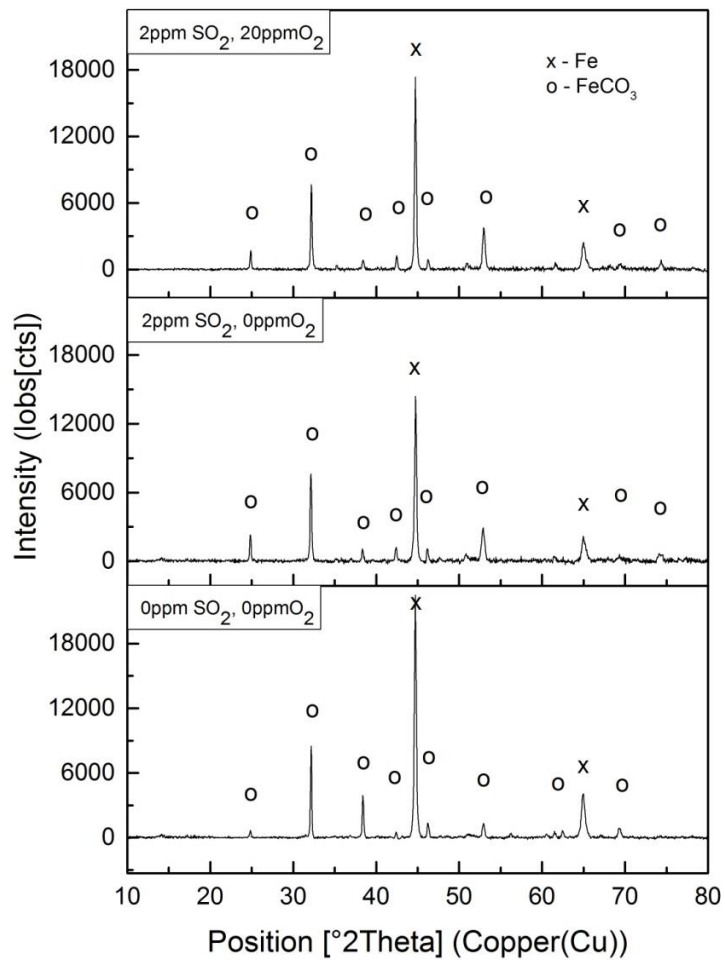 2ppm SO₂, 20ppmO₂
x - Fe
o - FeCO₃
x
o
o
o
o
o
o
x
o
o
18000
12000
6000
0
2ppm SO₂, 0ppmO₂
x
o
o
o
o
o
o
x
o
o
18000
12000
6000
0
0ppm SO₂, 0ppmO₂
x
o
o
o
o
o
o
o
x
o
18000
12000
6000
0
Intensity (Iobs[cts])
10 20 30 40 50 60 70 80
Position [°2Theta] (Copper(Cu))